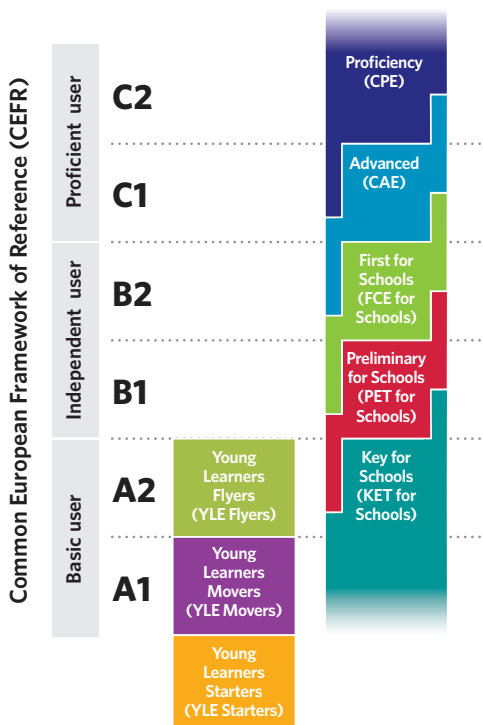 Common European Framework of Reference (CEFR)
Proficient user
Independent user
Basic user
C2
C1
B2
B1
A2
A1
Young
Learners
Flyers
(YLE Flyers)
Young
Learners
Movers
(YLE Movers)
Young
Learners
Starters
(YLE Starters)
Proficiency
(CPE)
Advanced
(CAE)
First for
Schools
(FCE for
Schools)
Preliminary
for Schools
(PET for
Schools)
Key for
Schools
(KET for
Schools)